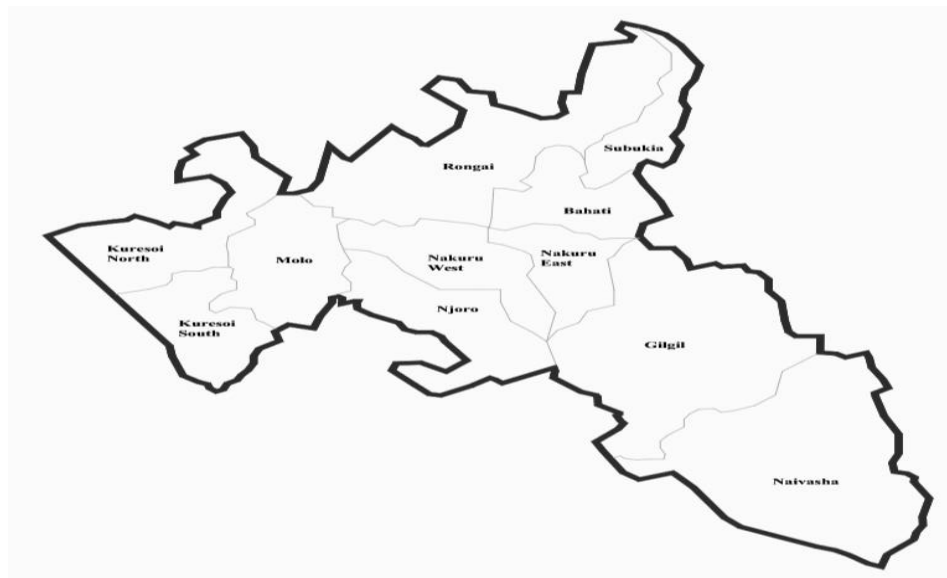 Subukia
Rongai
Bahati
Kuresoi
North
Molo
Nakuru
West
Nakuru
East
Njoro
Kuresoi
South
Gilgil
Naivasha